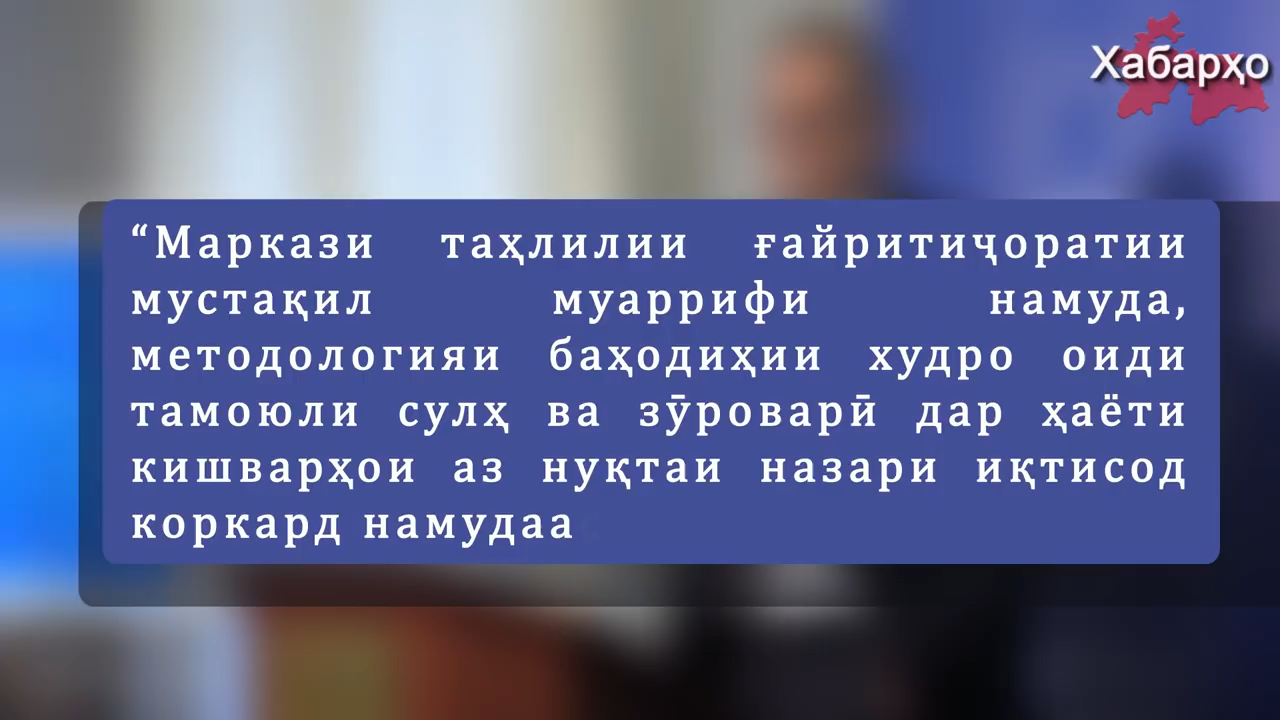 Хабарҳо
“Маркази таҳлилии ғайритиҷоратии
мустақил муаррифи намуда,
методологияи баҳодиҳии худро оиди
тамоюли сулҳ ва зӯроварӣ дар ҳаёти
кишварҳои аз нуқтаи назари иқтисод
коркард намудаа